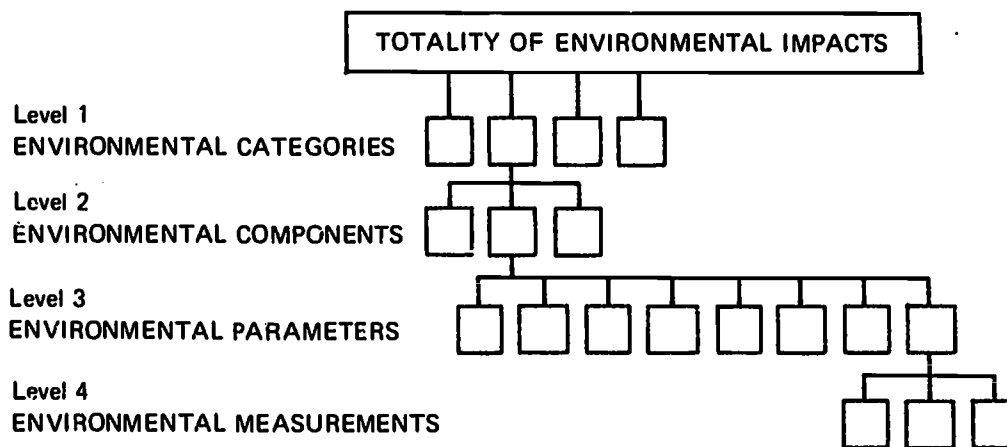 TOTALITY OF ENVIRONMENTAL IMPACTS
Level 1
ENVIRONMENTAL CATEGORIES
Level 2
ENVIRONMENTAL COMPONENTS
Level 3
ENVIRONMENTAL PARAMETERS
Level 4
ENVIRONMENTAL MEASUREMENTS